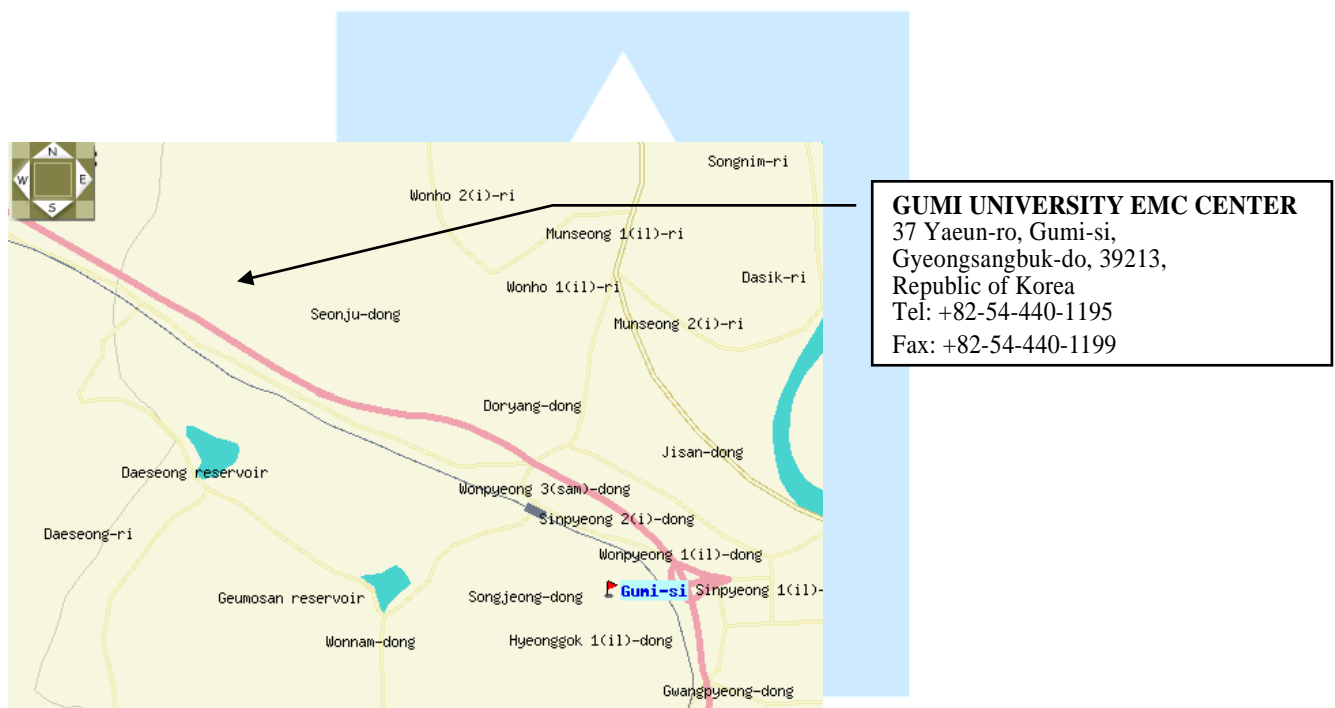 N
W E
S
Songnim-ri
Wonho 2(i)-ri
GUMI UNIVERSITY EMC CENTER
37 Yaeun-ro, Gumi-si,
Gyeongsangbuk-do, 39213,
Republic of Korea
Tel: +82-54-440-1195
Fax: +82-54-440-1199
Munseong 1(il)-ri
Dasik-ri
Wonho 1(il)-ri
Seonju-dong
Munseong 2(i)-ri
Doryang-dong
Jisan-dong
Daeseong reservoir
Wonpyeong 3(sam)-dong
Sinpyeong 2(i)-dong
Daeseong-ri
Wonpyeong 1(il)-dong
Gumi-si
Sinpyeong 1(il)-
Geumosan reservoir
Songjeong-dong
Wonnam-dong
Hyeonggok 1(il)-dong
Gwangpyeong-dong